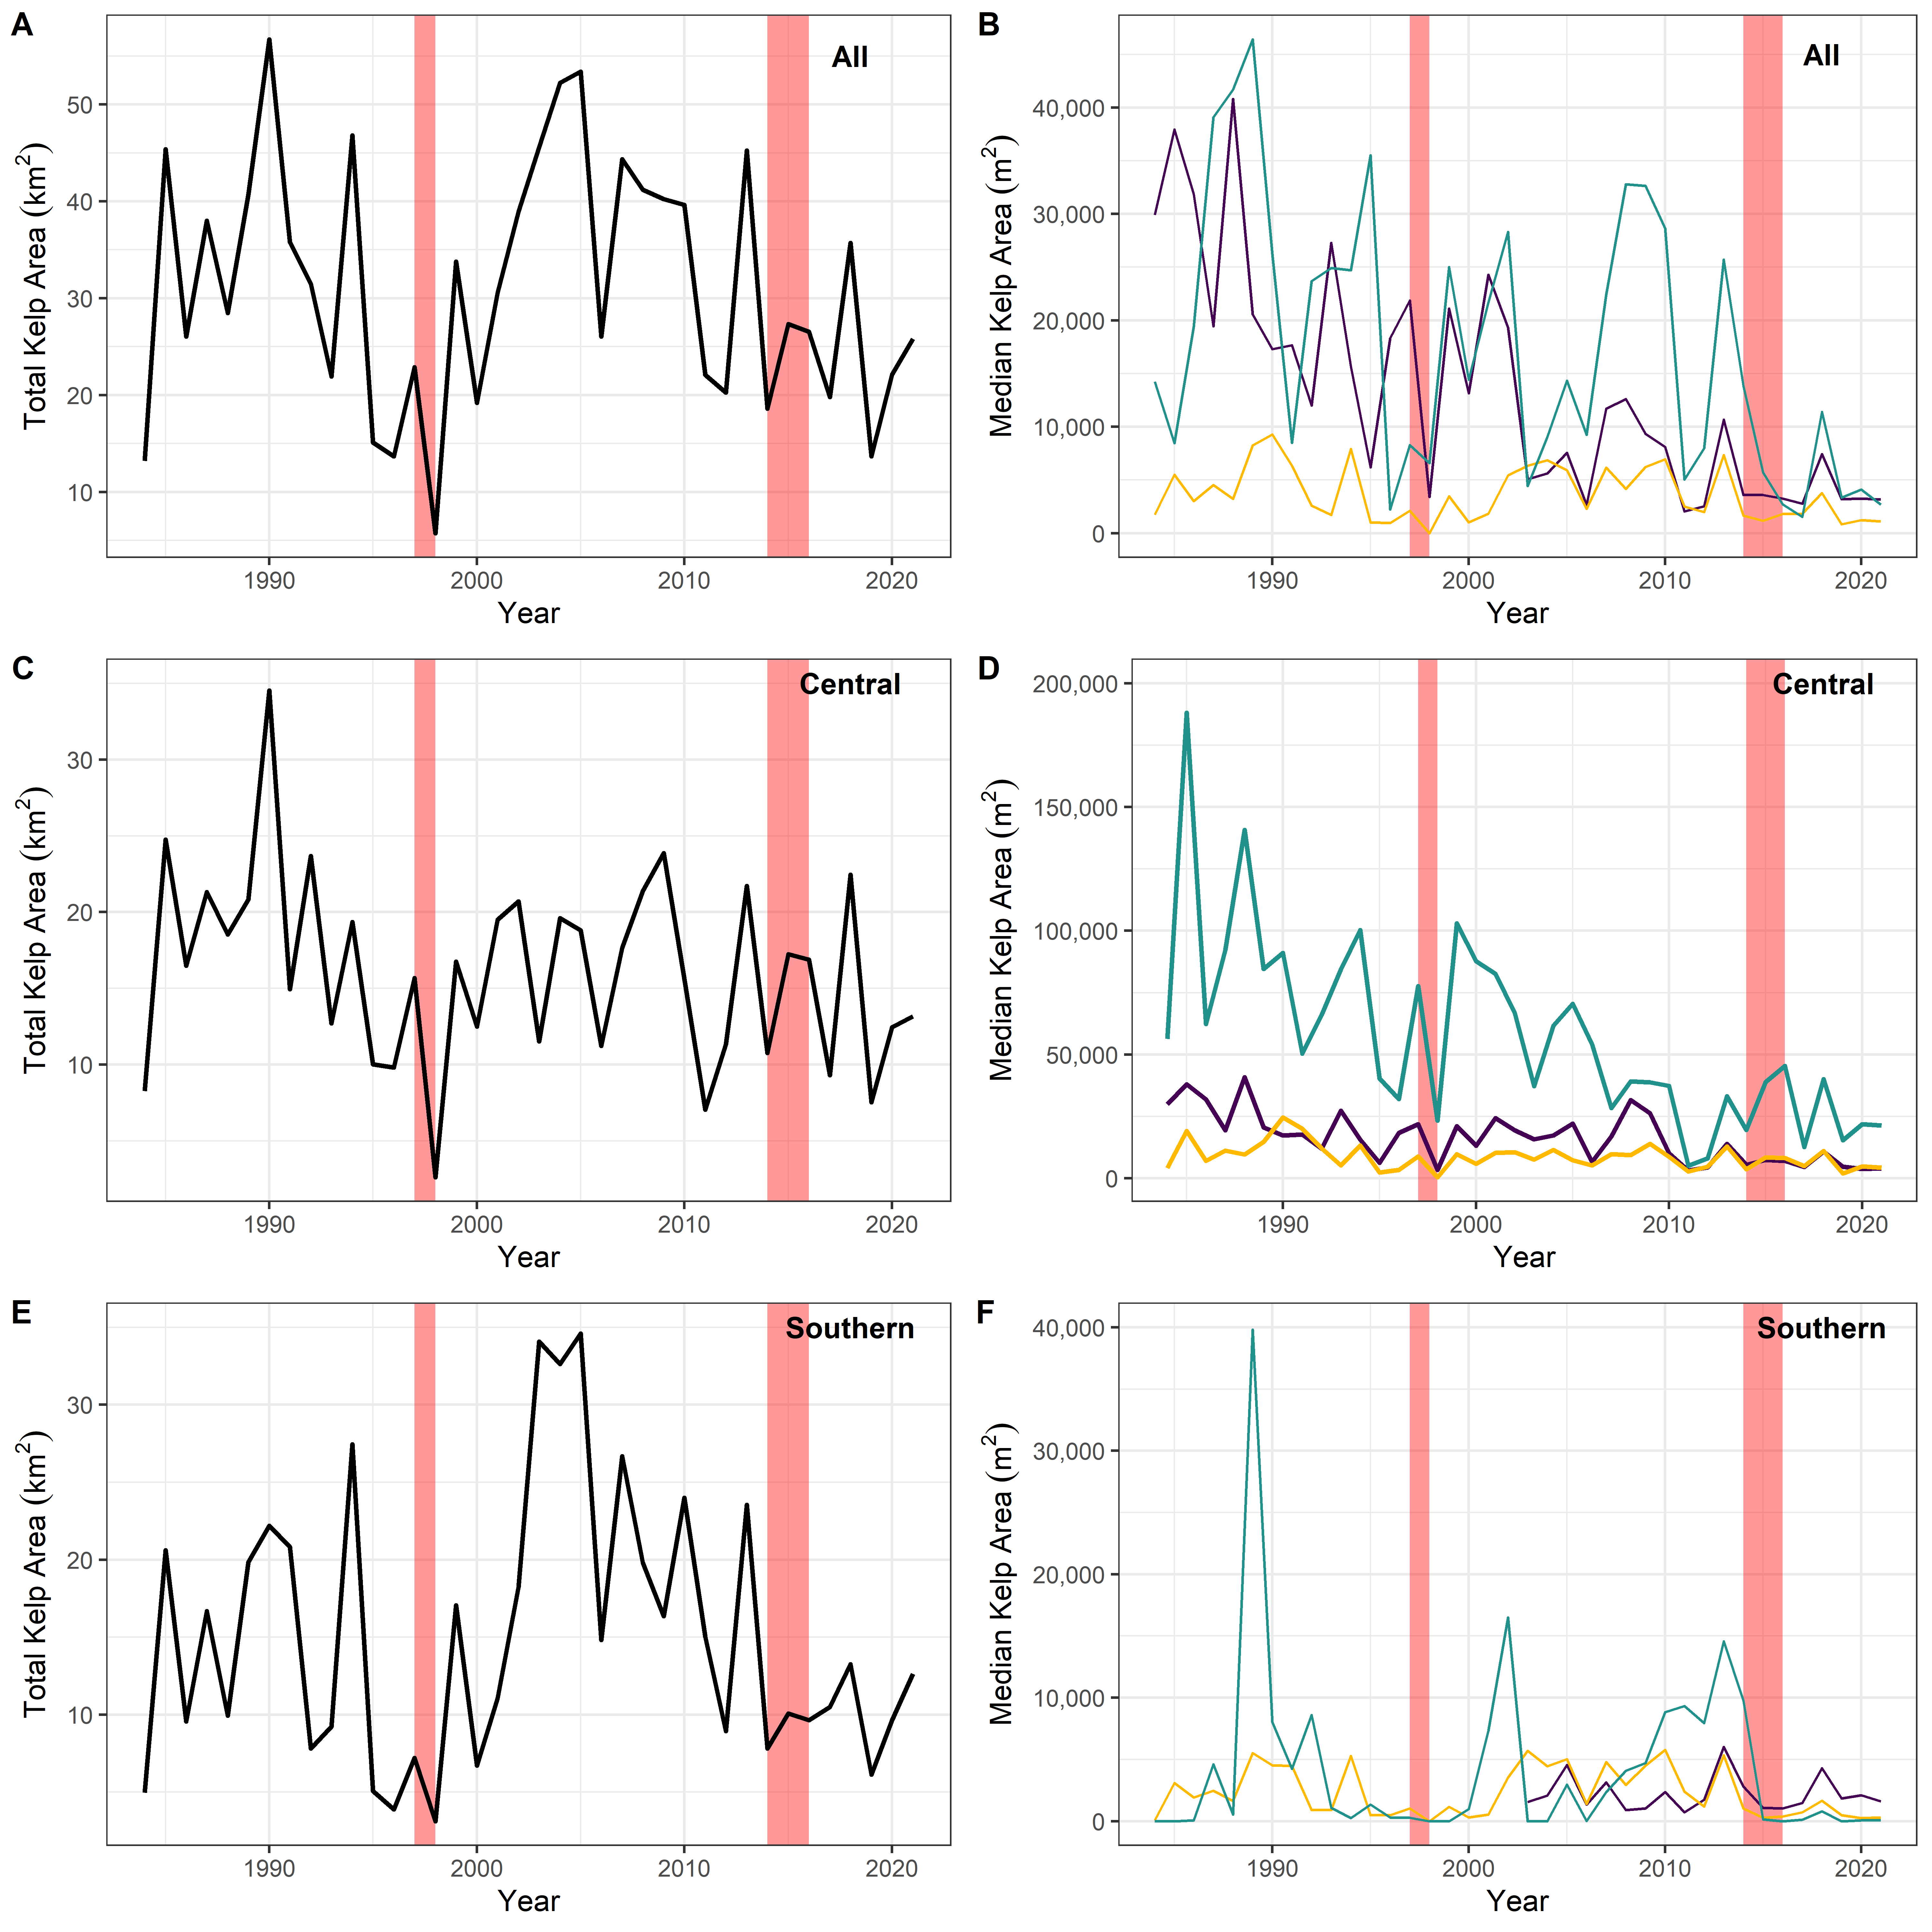 A
All
Total Kelp Area (km²)
50
40
30
20
10
1990 2000 2010 2020
Year
B
All
Median Kelp Area (m²)
40,000
30,000
20,000
10,000
0
1990 2000 2010 2020
Year
C
Central
Total Kelp Area (km²)
30
20
10
1990 2000 2010 2020
Year
D
Central
Median Kelp Area (m²)
200,000
150,000
100,000
50,000
0
1990 2000 2010 2020
Year
E
Southern
Total Kelp Area (km²)
30
20
10
1990 2000 2010 2020
Year
F
Southern
Median Kelp Area (m²)
40,000
30,000
20,000
10,000
0
1990 2000 2010 2020
Year